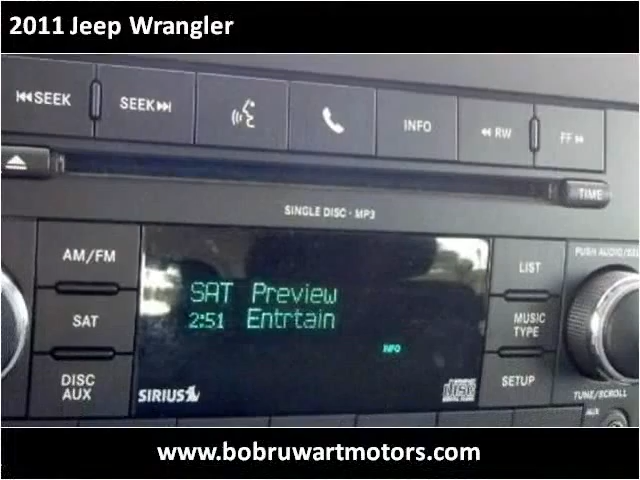 2011 Jeep Wrangler
SEEK
SEEK
INFO
RW
FF
TIME
SINGLE DISC · MP3
AM/FM
SAT
DISC
AUX
SAT Preview
2:51 Entrtain
INFO
SIRIUS
LIST
MUSIC
TYPE
SETUP
TUNE/SCROLL
AUX
www.bobruwartmotors.com